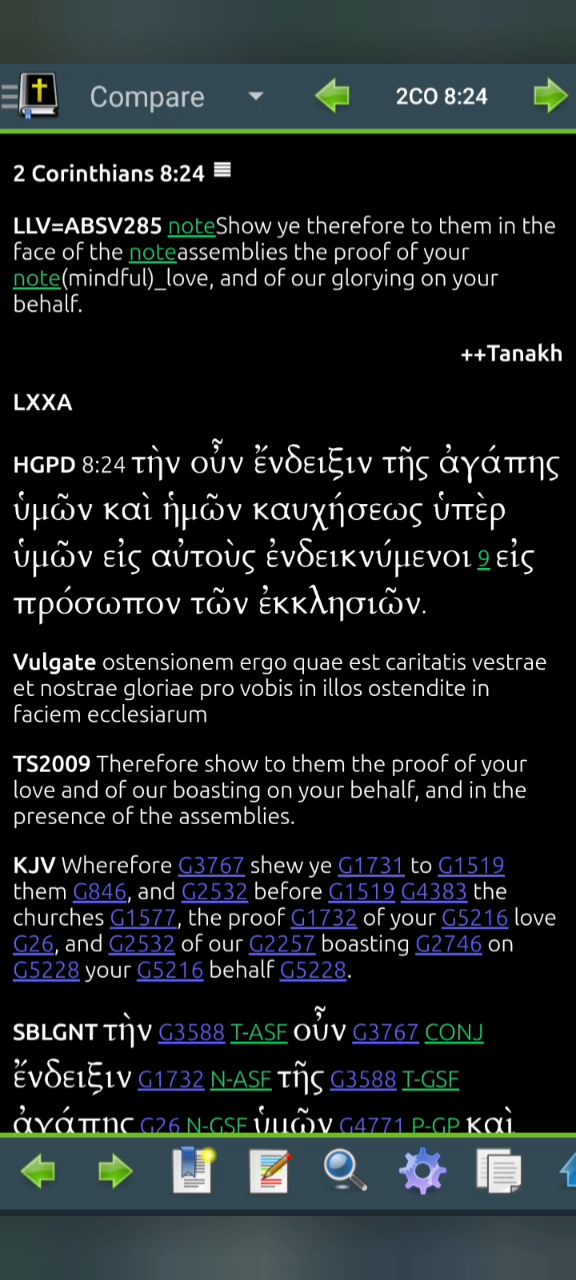 Compare
2CO 8:24
2 Corinthians 8:24
LLV=ABSV285 noteShow ye therefore to them in the
face of the noteassemblies the proof of your
note(mindful)_love, and of our glorying on your
behalf.
++Tanakh
LXXA
HGPD 8:24 τὴν οὖν ἔνδειξιν τῆς ἀγάπης
ὑμῶν καὶ ἡμῶν καυχήσεως ὑπὲρ
ὑμῶν εἰς αὐτοὺς ἐνδεικνύμενοι 9 εἰς
πρόσωπον τῶν ἐκκλησιῶν.
Vulgate ostensionem ergo quae est caritatis vestrae
et nostrae gloriae pro vobis in illos ostendite in
faciem ecclesiarum
TS2009 Therefore show to them the proof of your
love and of our boasting on your behalf, and in the
presence of the assemblies.
KJV Wherefore G3767 shew ye G1731 to G1519
them G846, and G2532 before G1519 G4383 the
churches G1577, the proof G1732 of your G5216 love
G26, and G2532 of our G2257 boasting G2746 on
G5228 your G5216 behalf G5228.
SBLGNT τὴν G3588 T-ASF οὖν G3767 CONJ
ἔνδειξιν G1732 N-ASF τῆς G3588 T-GSF
ἀγάπης G26 N-GSF ὑμῶν G4771 P-GP καὶ